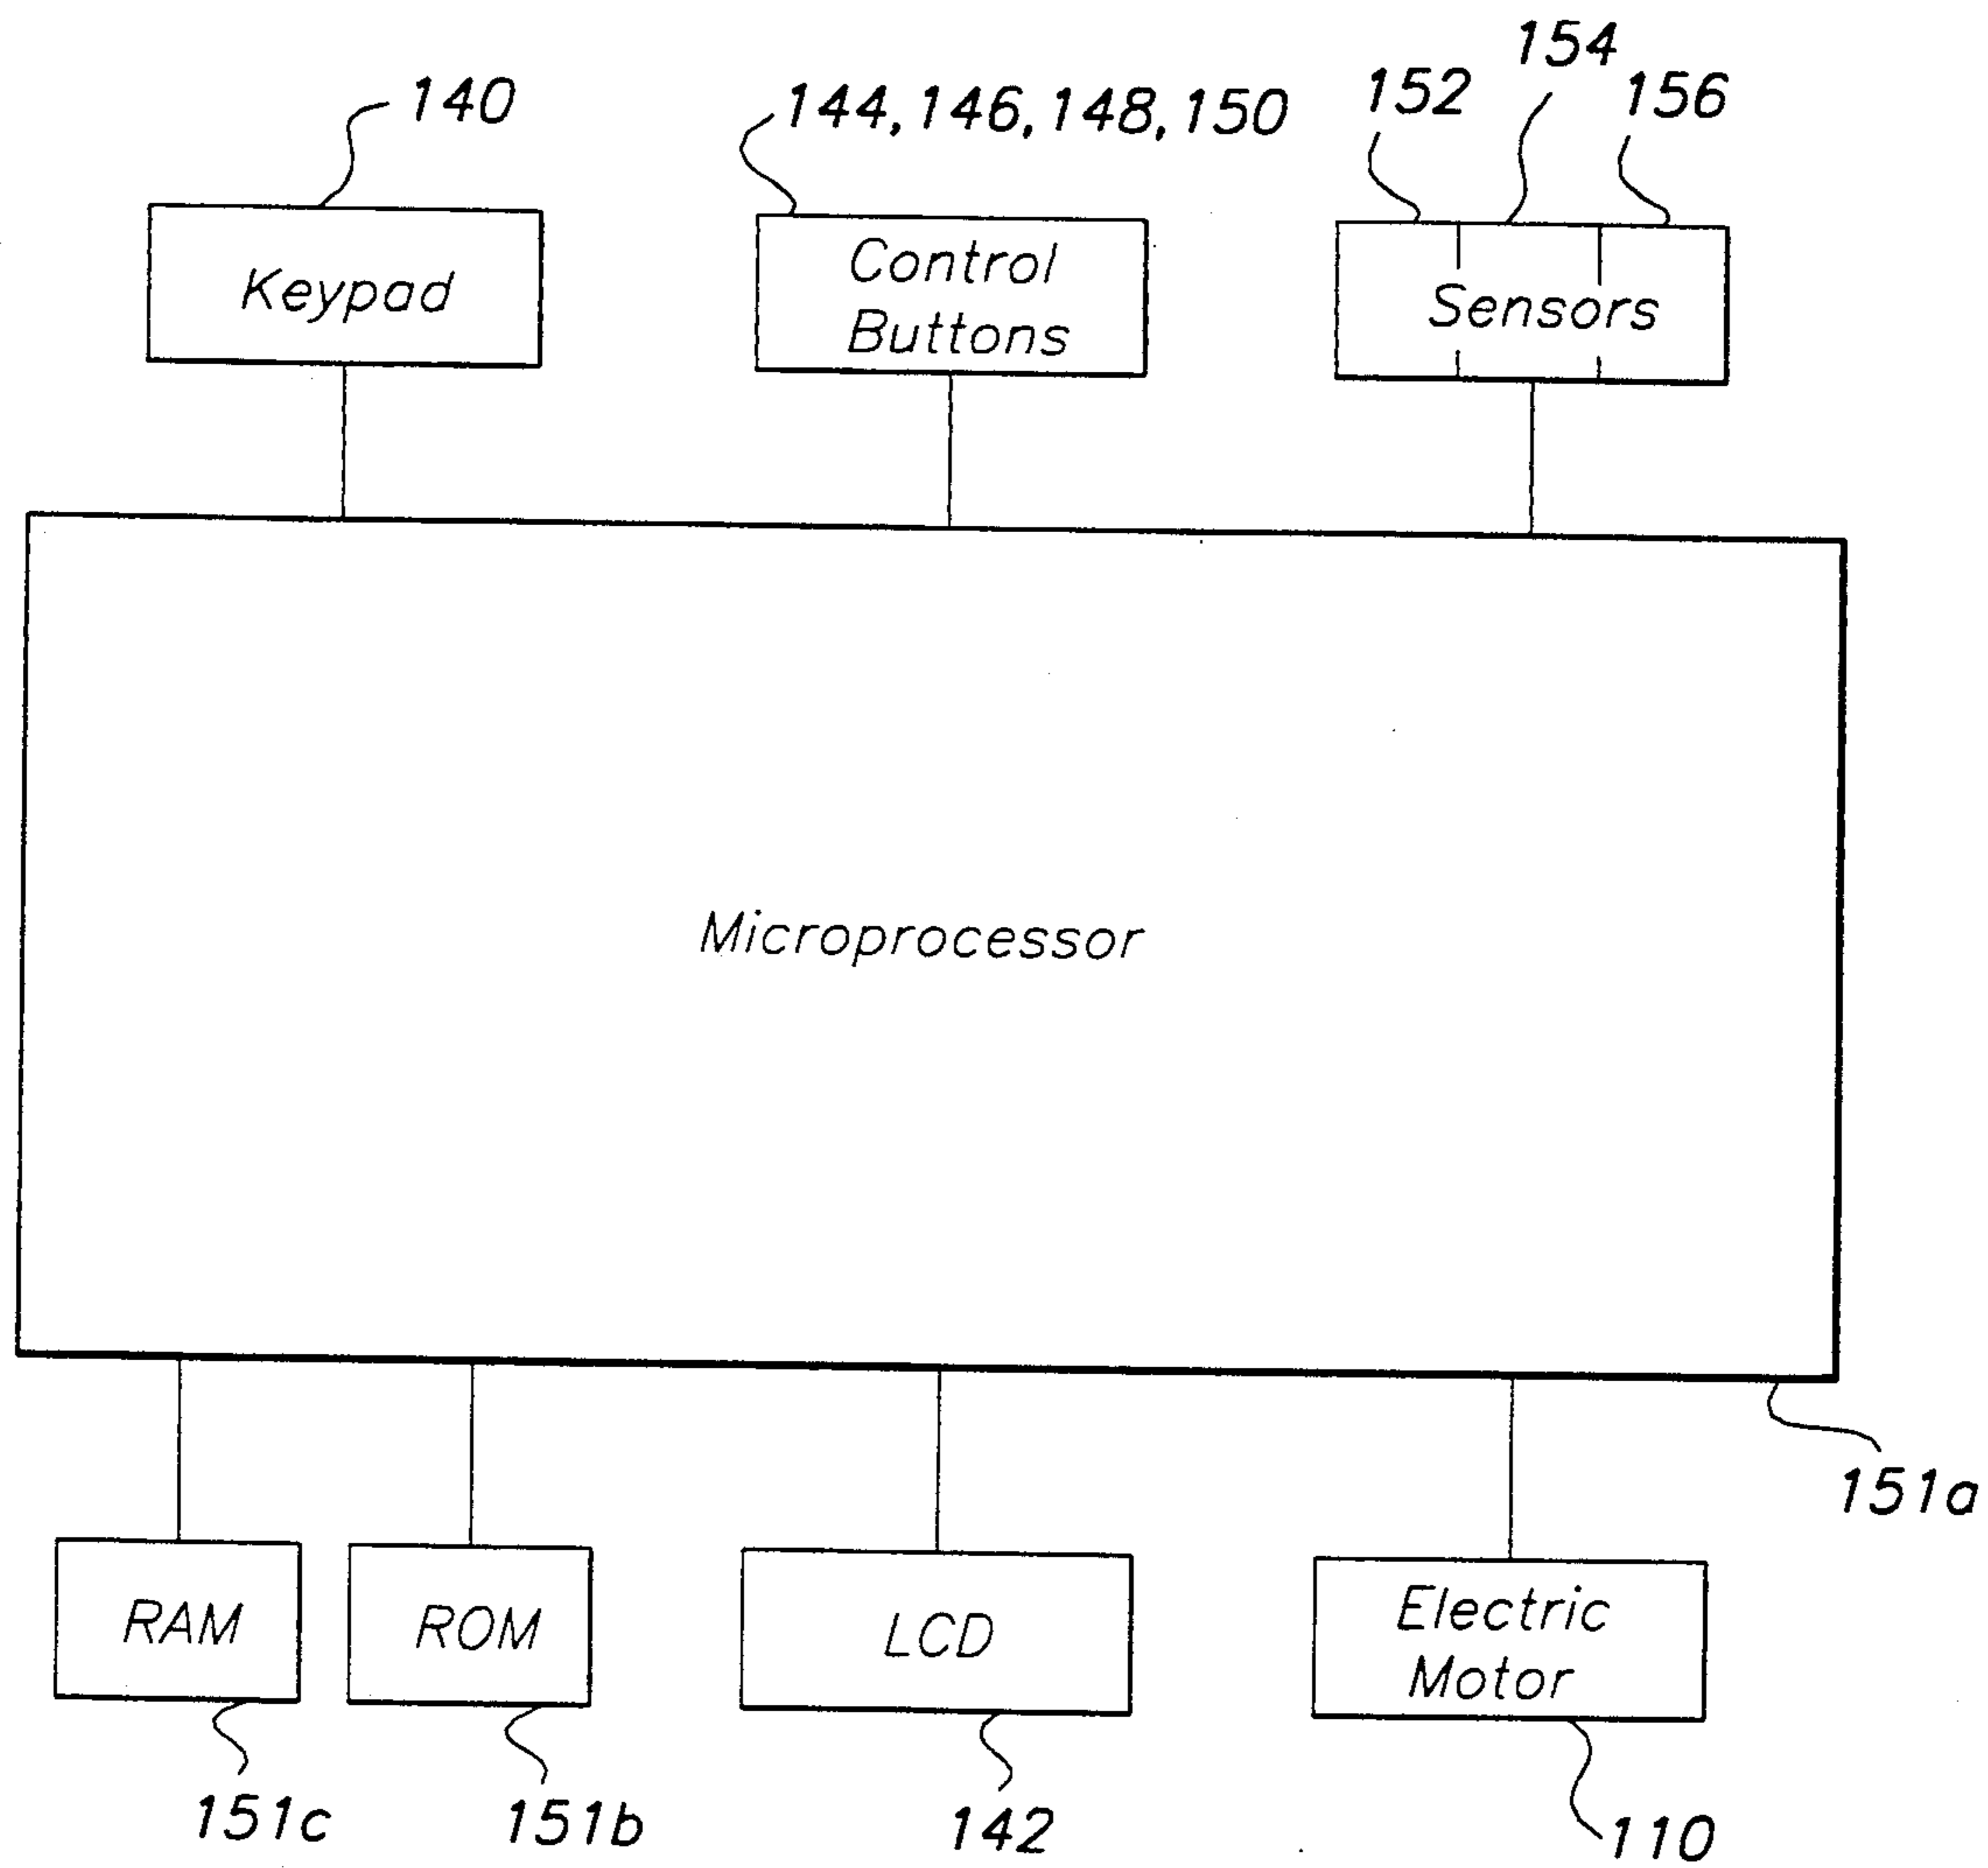 154
152
156
140
144, 146, 148, 150
Keypad
Control
Buttons
Sensors
Microprocessor
151a
RAM
ROM
LCD
Electric
Motor
151c
151b
142
110